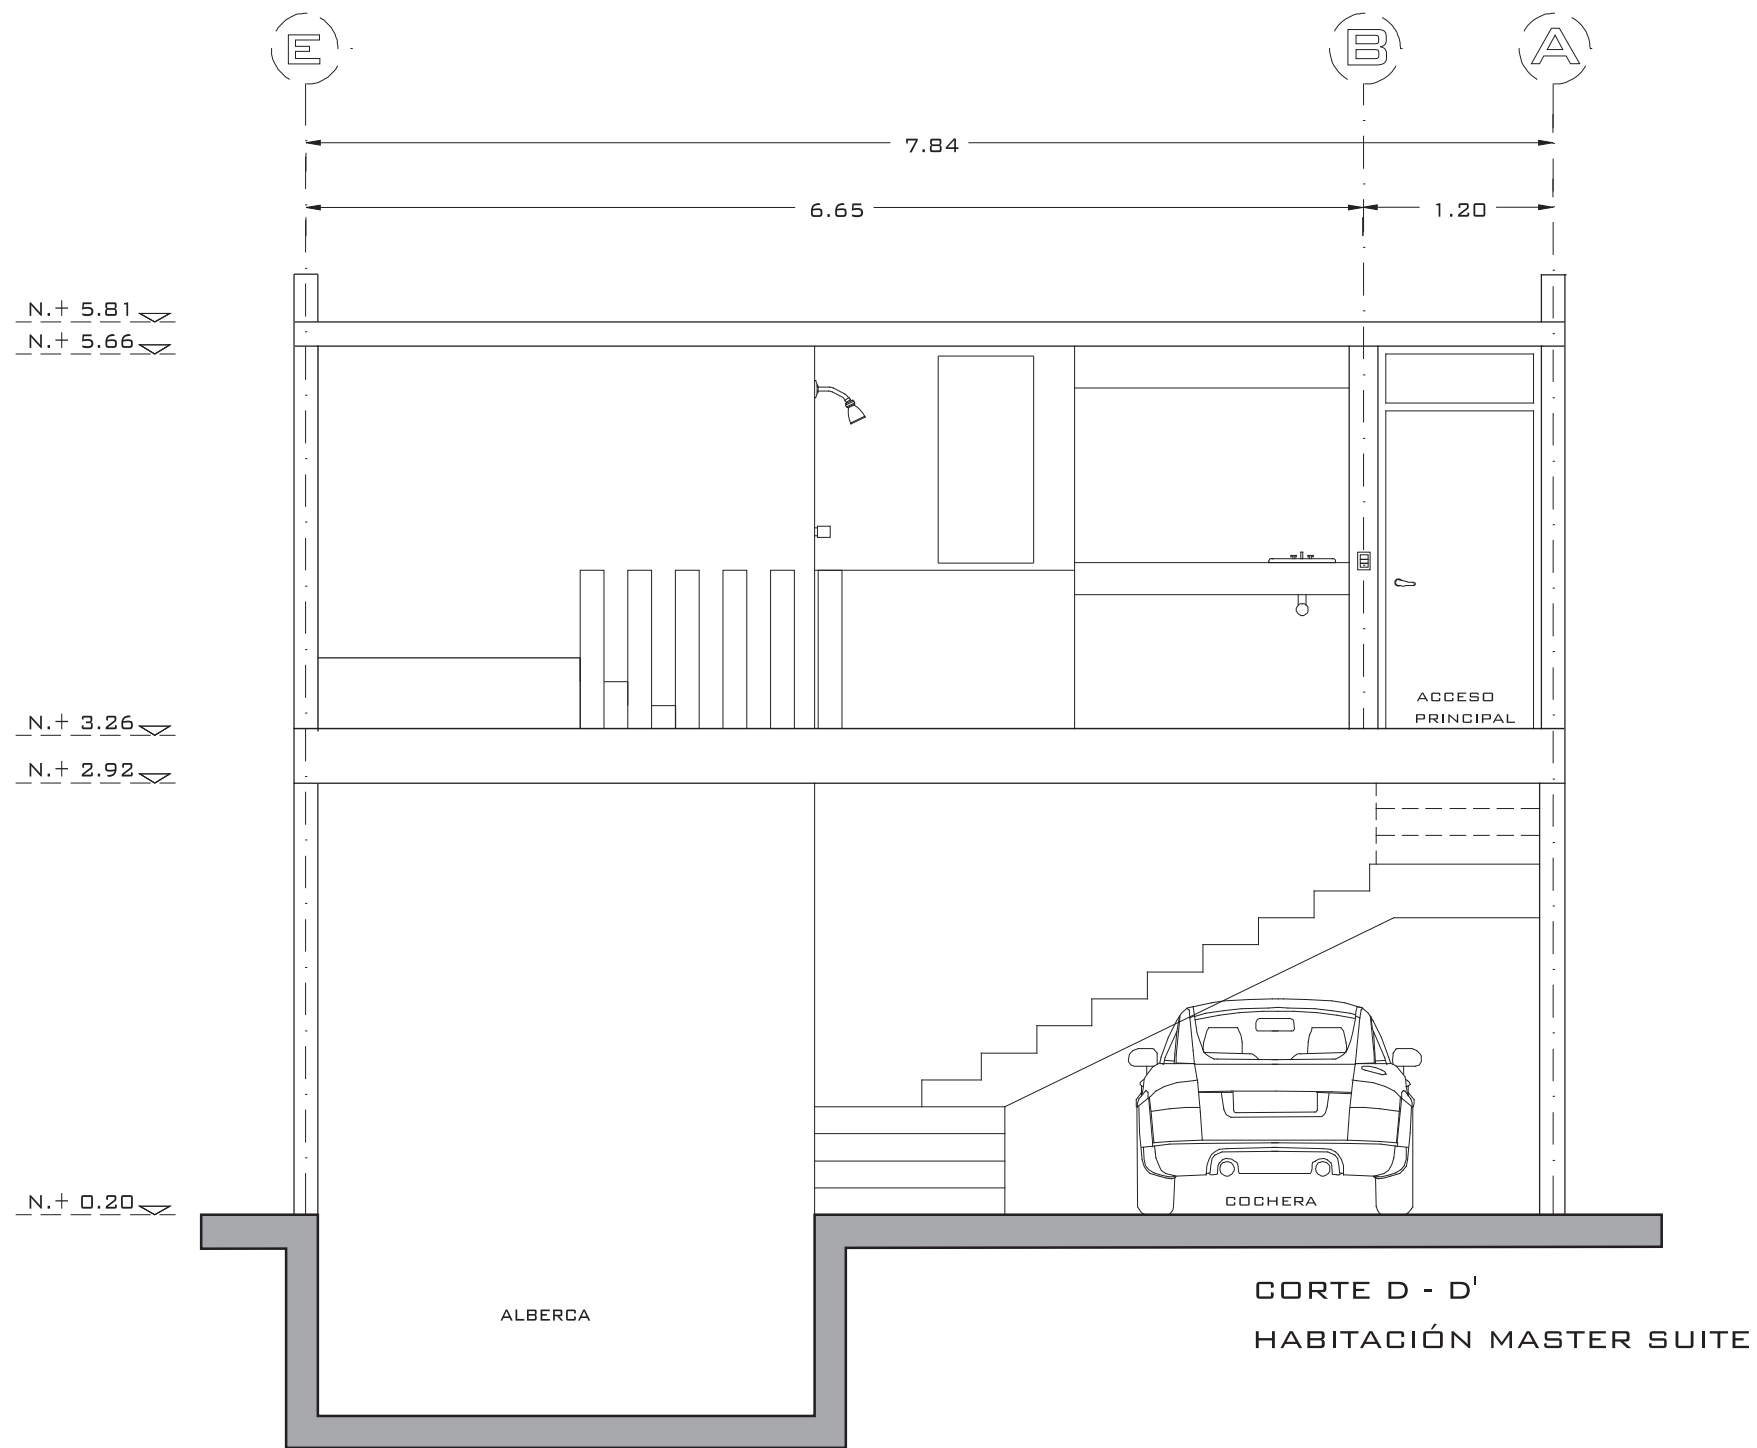 E B A
7.84
6.65 1.20
N.+ 5.81
N.+ 5.66
N.+ 3.26
N.+ 2.92
ACCESO
PRINCIPAL
N.+ 0.20
COCHERA
ALBERCA
CORTE D - D'
HABITACIÓN MASTER SUITE